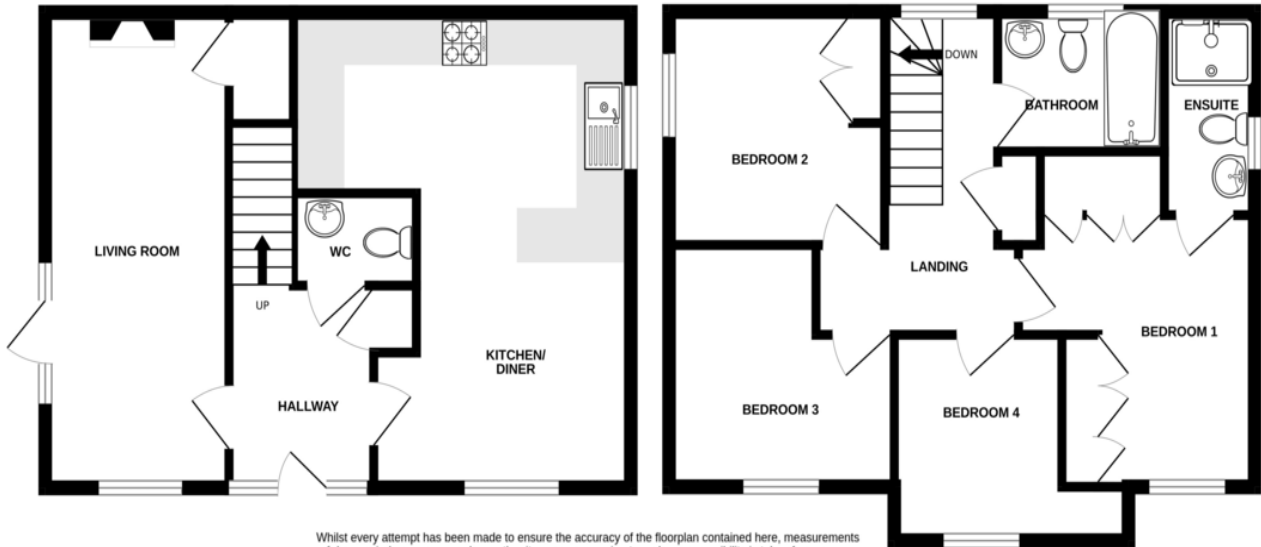 LIVING ROOM
UP
WC
HALLWAY
KITCHEN/
DINER
BEDROOM 2
DOWN
BATHROOM
ENSUITE
LANDING
BEDROOM 1
BEDROOM 3
BEDROOM 4
Whilst every attempt has been made to ensure the accuracy of the floorplan contained here, measurements